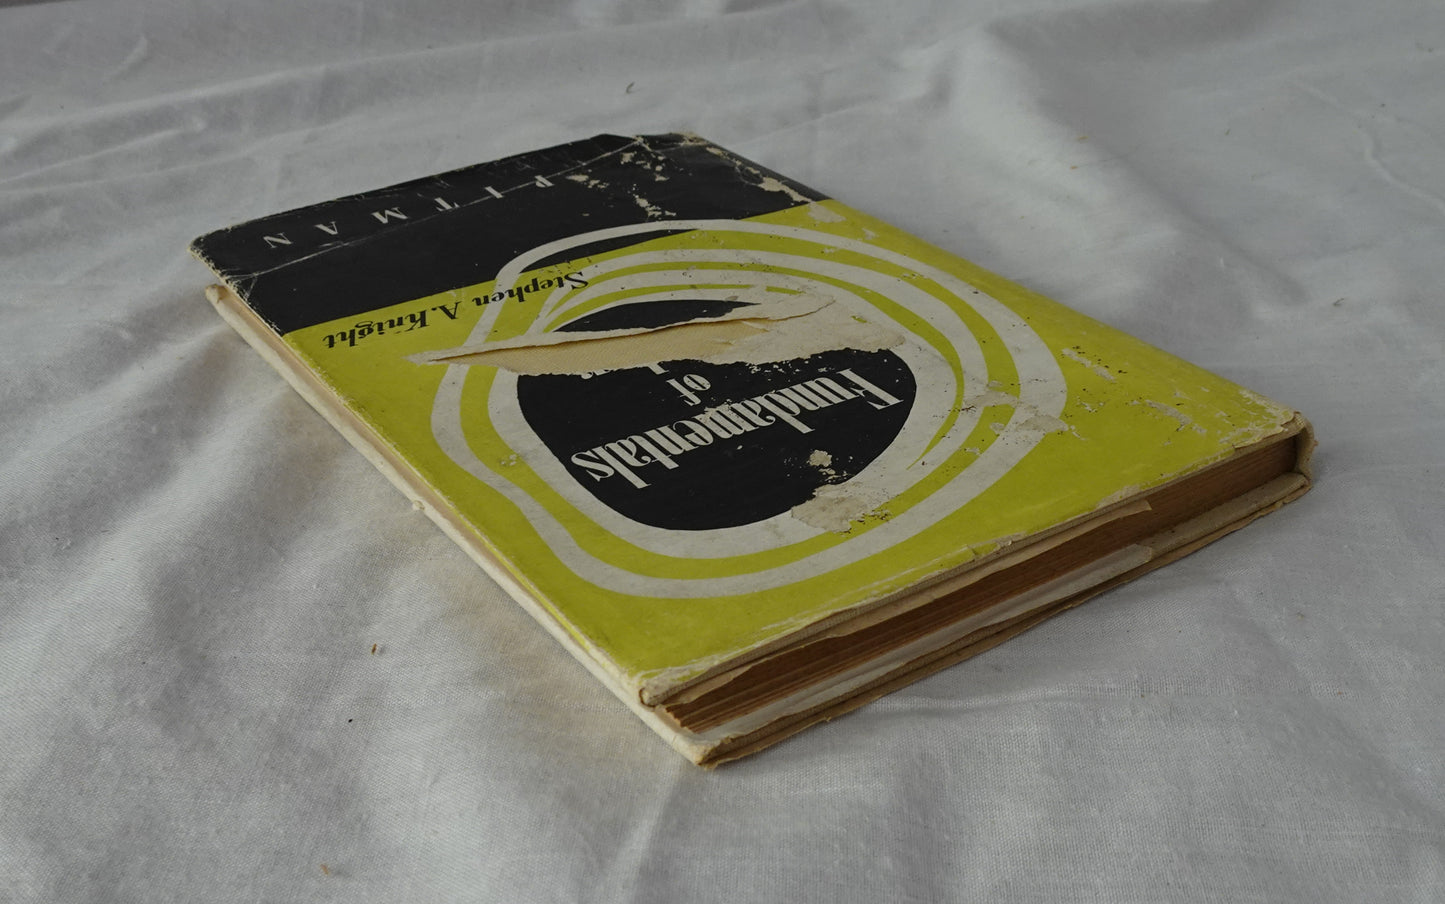 Fundamentals
of
Stephen A. Knight
PITMAN